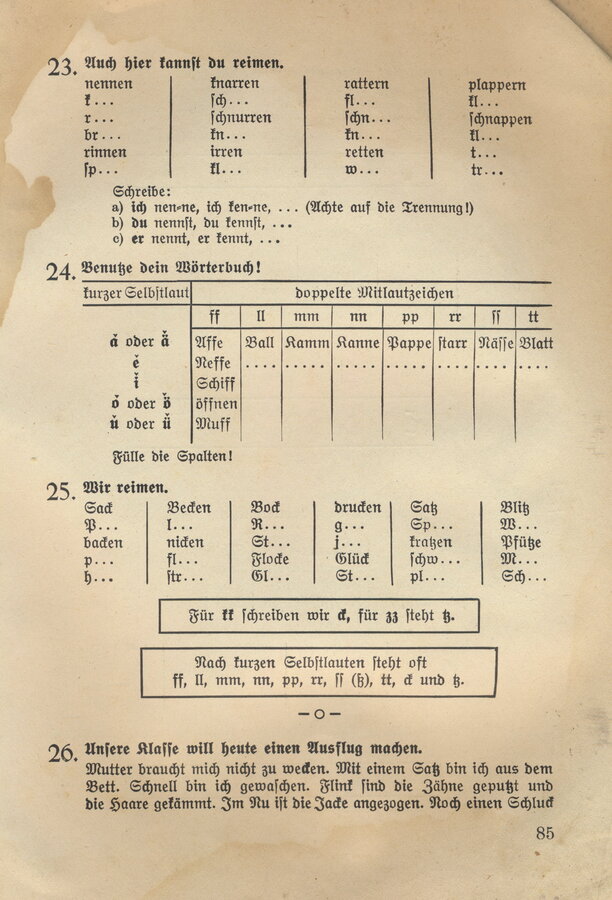 23. Auch hier kannst du reimen.
nennen knarren rattern plappern
k... sch... fl... kl...
r... schnurren schn... schnappen
br... kn... kn... kl...
rinnen irren retten t...
sp... kl... w... tr...
Schreibe:
a) ich nen=ne, ich ken=ne, ... (Achte auf die Trennung!)
b) du nennst, du kennst, ...
c) er nennt, er kennt, ...
24. Benutze dein Wörterbuch!
kurzer Selbstlaut doppelte Mitlautzeichen
ff ll mm nn pp rr ss tt
ǎ oder ä̌ Affe Ball Kamm Kanne Pappe starr Nässe Blatt
ě Neffe .... .... .... .... .... .... ....
ǐ Schiff
ǒ oder ö̌ öffnen
ǔ oder ǚ Muff
Fülle die Spalten!
25. Wir reimen.
Sack Becken Bock drucken Satz Blitz
P... l... R... g... Sp... W...
backen nicken St... j... kratzen Pfütze
p... fl... Flocke Glück schw... M...
h... str... Gl... St... pl... Sch...
Für kk schreiben wir ck, für zz steht tz.
Nach kurzen Selbstlauten steht oft
ff, ll, mm, nn, pp, rr, ss (ß), tt, ck und tz.
26. Unsere Klasse will heute einen Ausflug machen.
Mutter braucht mich nicht zu wecken. Mit einem Satz bin ich aus dem
Bett. Schnell bin ich gewaschen. Flink sind die Zähne geputzt und
die Haare gekämmt. Im Nu ist die Jacke angezogen. Noch einen Schluck
85